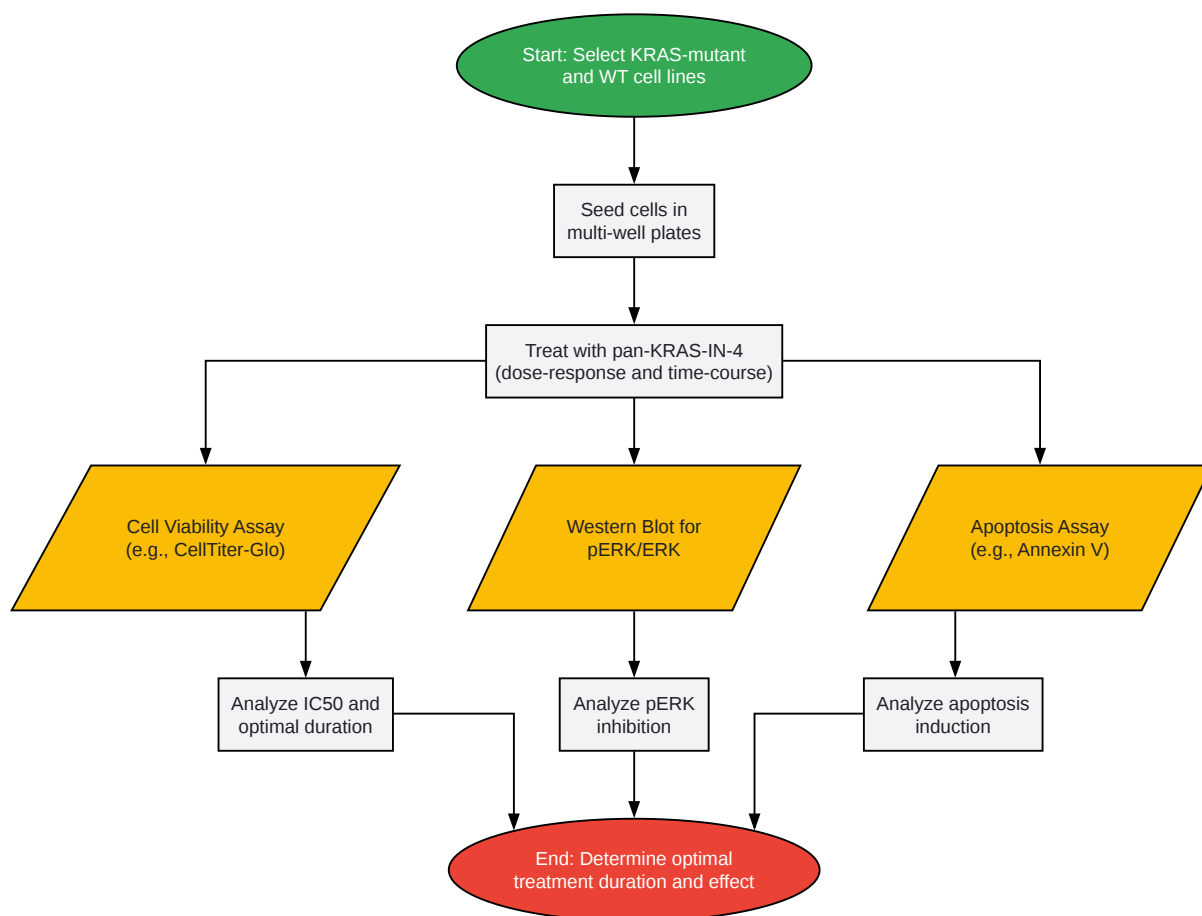 Start: Select KRAS-mutant
and WT cell lines
Seed cells in
multi-well plates
Treat with pan-KRAS-IN-4
(dose-response and time-course)
Cell Viability Assay
(e.g., CellTiter-Glo)
Western Blot for
pERK/ERK
Apoptosis Assay
(e.g., Annexin V)
Analyze IC50 and
optimal duration
Analyze pERK
inhibition
Analyze apoptosis
induction
End: Determine optimal
treatment duration and effect